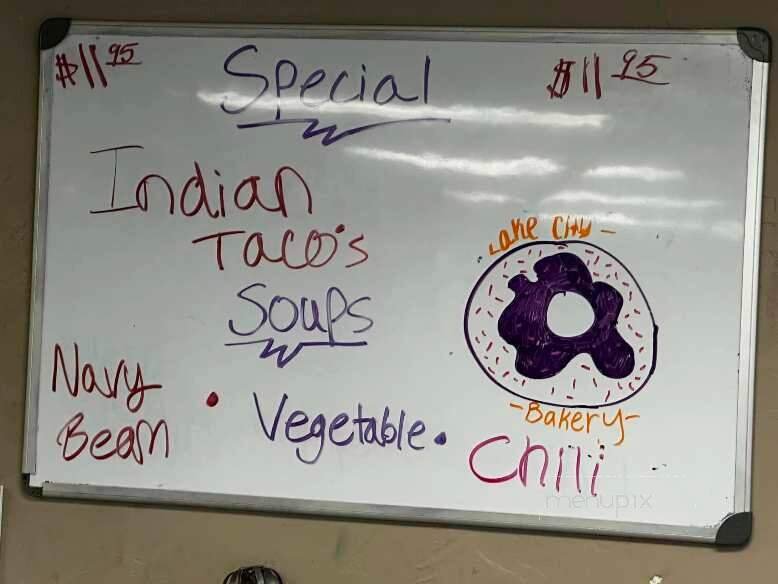 $11 95 Special $11 95
Indian
Taco's
Soups
Lake City -
-Bakery-
Navy
Bean • Vegetable • Chili
menupix